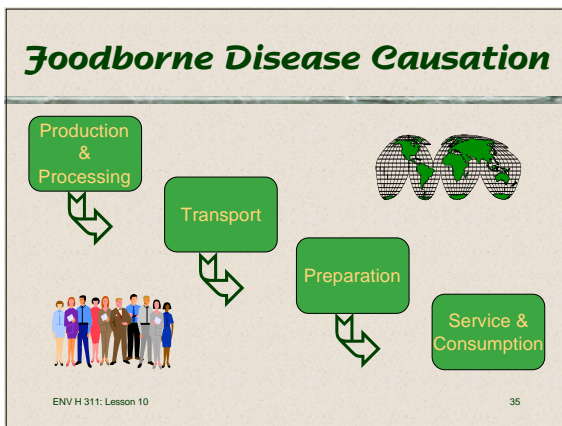 Foodborne Disease Causation
Production
&
Processing
Transport
Preparation
Service &
Consumption
ENV H 311: Lesson 10
35